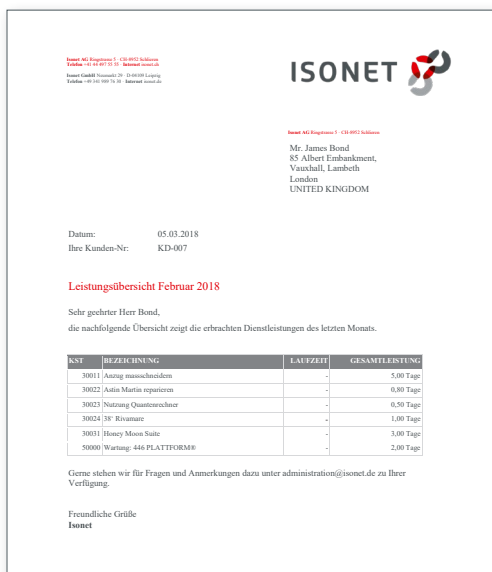 Isonet AG Ringstrasse 5 · CH-8952 Schlieren
Telefon +41 44 497 55 55 · Internet isonet.ch
Isonet GmbH Neumarkt 29 · D-04109 Leipzig
Internet isonet.de
ISONET
Isonet AG Ringstrasse 5 · CH-8952 Schlieren
Mr. James Bond
85 Albert Embankment,
Vauxhall, Lambeth
London
UNITED KINGDOM
Datum: 05.03.2018
Ihre Kunden-Nr: KD-007
Leistungsübersicht Februar 2018
Sehr geehrter Herr Bond,
die nachfolgende Übersicht zeigt die erbrachten Dienstleistungen des letzten Monats.
KST BEZEICHNUNG LAUFZEIT GESAMTLEISTUNG
30011 Anzug massschneidern - 5,00 Tage
30022 Astin Martin reparieren - 0,80 Tage
30023 Nutzung Quantenrechner - 0,50 Tage
30024 38' Rivamare - 1,00 Tage
30031 Honey Moon Suite - 3,00 Tage
50000 Wartung: 446 PLATTFORM® - 2,00 Tage
Gerne stehen wir für Fragen und Anmerkungen dazu unter administration@isonet.de zu Ihrer
Verfügung.
Freundliche Grüße
Isonet